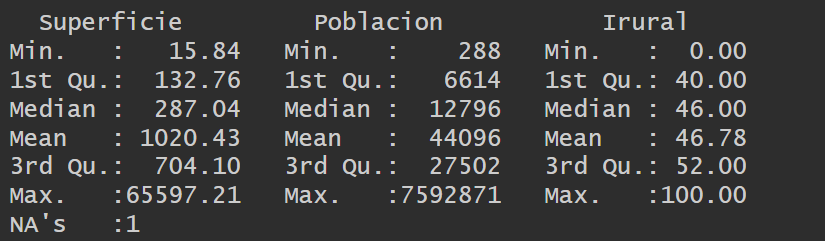 Superficie         Poblacion          Irural
Min.   :   15.84   Min.   :    288   Min.   :  0.00
1st Qu.:  132.76   1st Qu.:   6614   1st Qu.: 40.00
Median :  287.04   Median :  12796   Median : 46.00
Mean   : 1020.43   Mean   :  44096   Mean   : 46.78
3rd Qu.:  704.10   3rd Qu.:  27502   3rd Qu.: 52.00
Max.   :65597.21   Max.   :7592871   Max.   :100.00
NA's   :1